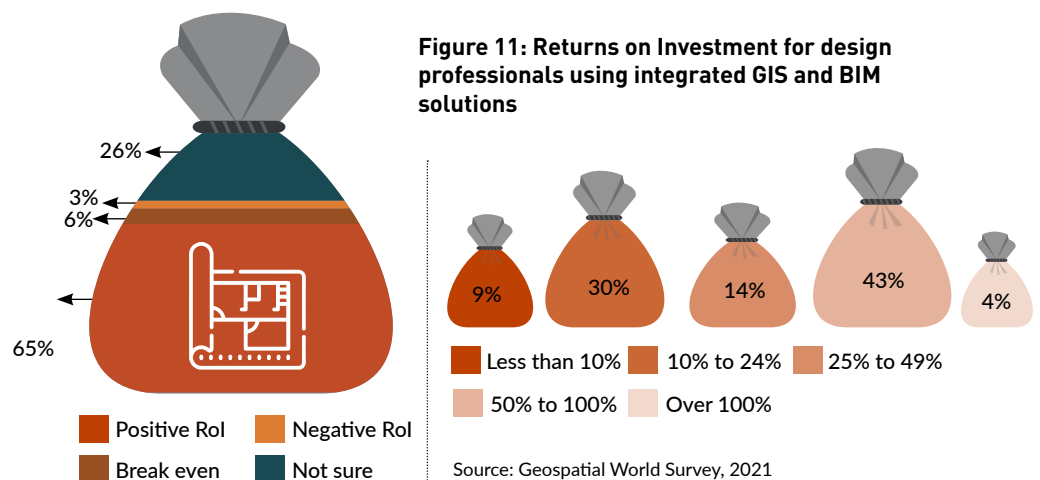 Figure 11: Returns on Investment for design
professionals using integrated GIS and BIM
solutions
26%
3%
6%
65%
Positive RoI
Negative RoI
Break even
Not sure
9%
30%
14%
43%
4%
Less than 10%
10% to 24%
25% to 49%
50% to 100%
Over 100%
Source: Geospatial World Survey, 2021